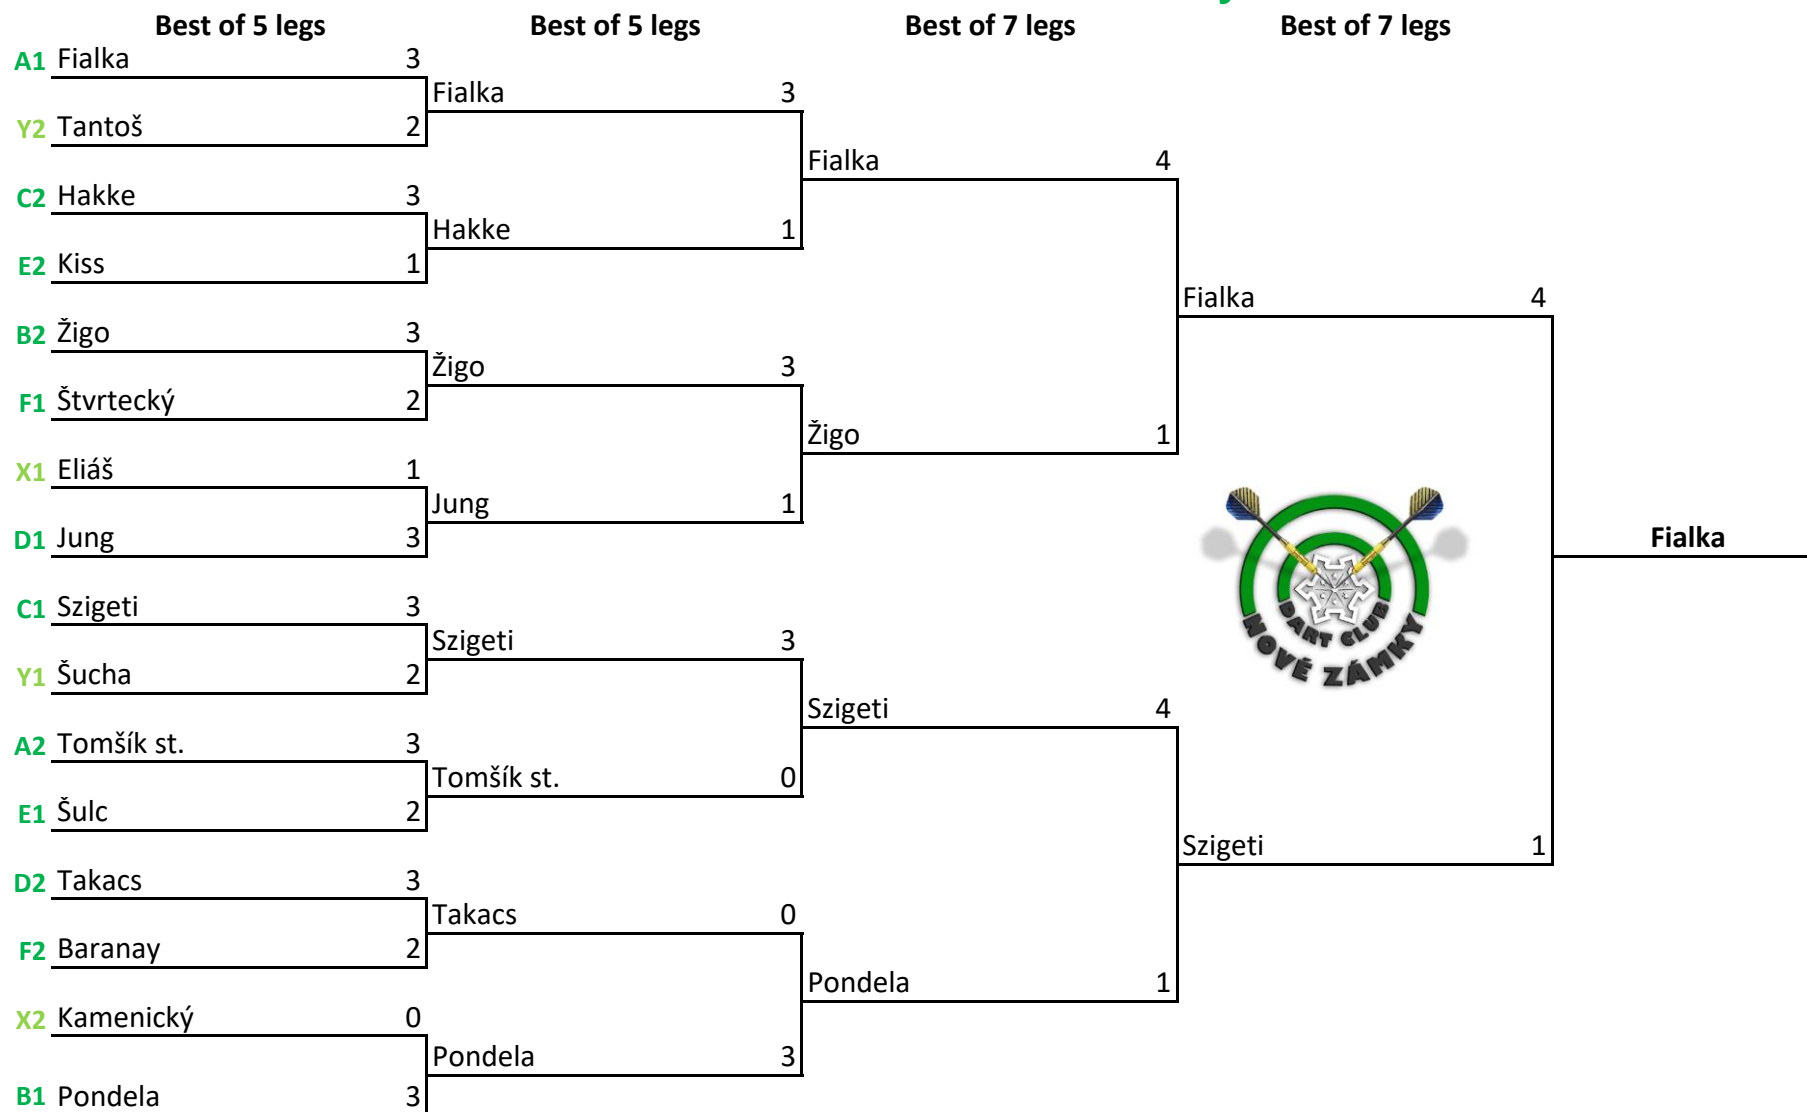 Best of 5 legs Best of 5 legs Best of 7 legs Best of 7 legs
A1 Fialka 3
Fialka 3
Y2 Tantoš 2
Fialka 4
C2 Hakke 3
Hakke 1
E2 Kiss 1
Fialka 4
B2 Žigo 3
Žigo 3
F1 Štvrtecký 2
Žigo 1
X1 Eliáš 1
Jung 1
D1 Jung 3
Fialka
C1 Szigeti 3
DART CLUB
NOVÉ ZÁMKY
Szigeti 3
Y1 Šucha 2
Szigeti 4
A2 Tomšík st. 3
Tomšík st. 0
E1 Šulc 2
Szigeti 1
D2 Takacs 3
Takacs 0
F2 Baranay 2
Pondela 1
X2 Kamenický 0
Pondela 3
B1 Pondela 3